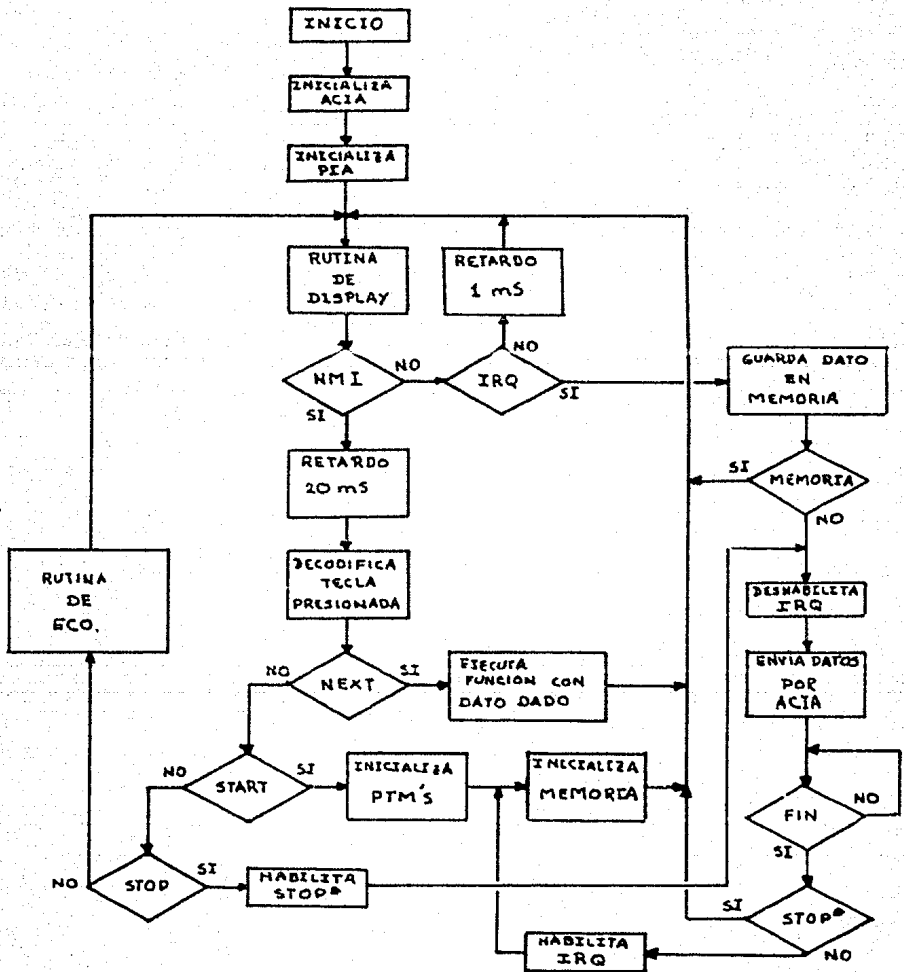 INICIO
INICIALIZA
ACIA
INICIALIZA
PIA
RUTINA
DE
DISPLAY
RETARDO
1 mS
NMI
NO
SI
IRQ
NO
SI
GUARDA DATO
EN
MEMORIA
RETARDO
20 mS
MEMORIA
SI
NO
DECODIFICA
TECLA
PRESIONADA
RUTINA
DE
ECO.
DESHABILITA
IRQ
NO
NEXT
SI
EJECUTA
FUNCION CON
DATO DADO
ENVIA DATOS
POR
ACIA
NO
START
SI
INICIALIZA
PTM'S
INICIALIZA
MEMORIA
FIN
NO
SI
NO
STOP
SI
HABILITA
STOP*
SI
STOP*
NO
HABILITA
IRQ